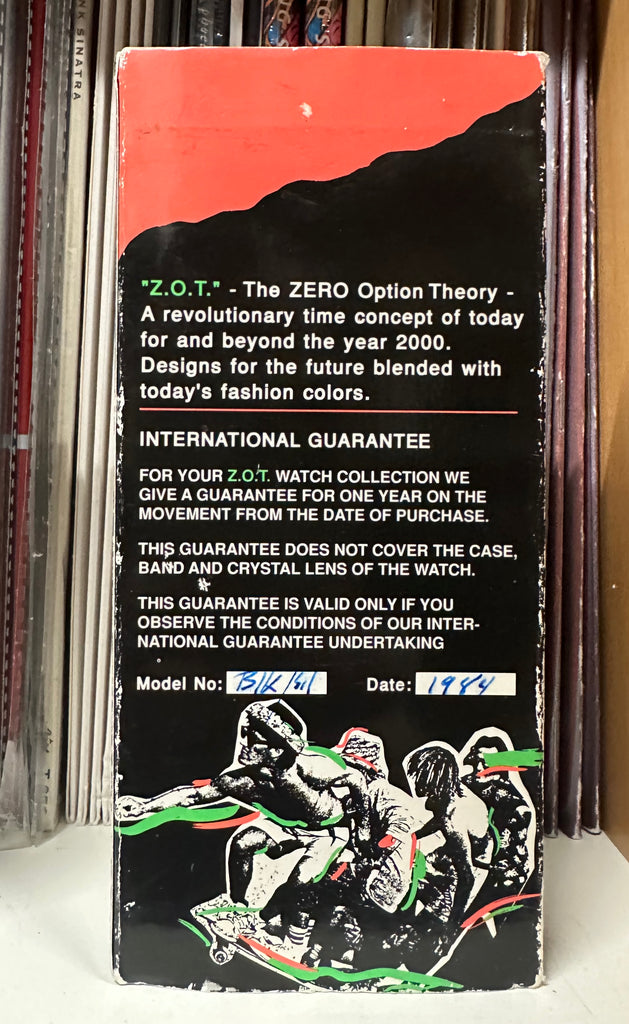 NK SINATRA
"Z.O.T." - The ZERO Option Theory -
A revolutionary time concept of today
for and beyond the year 2000.
Designs for the future blended with
today's fashion colors.
INTERNATIONAL GUARANTEE
FOR YOUR Z.O.T. WATCH COLLECTION WE
GIVE A GUARANTEE FOR ONE YEAR ON THE
MOVEMENT FROM THE DATE OF PURCHASE.
THIS GUARANTEE DOES NOT COVER THE CASE,
BAND AND CRYSTAL LENS OF THE WATCH.
THIS GUARANTEE IS VALID ONLY IF YOU
OBSERVE THE CONDITIONS OF OUR INTER-
NATIONAL GUARANTEE UNDERTAKING
Model No: Blk/sil Date: 1984